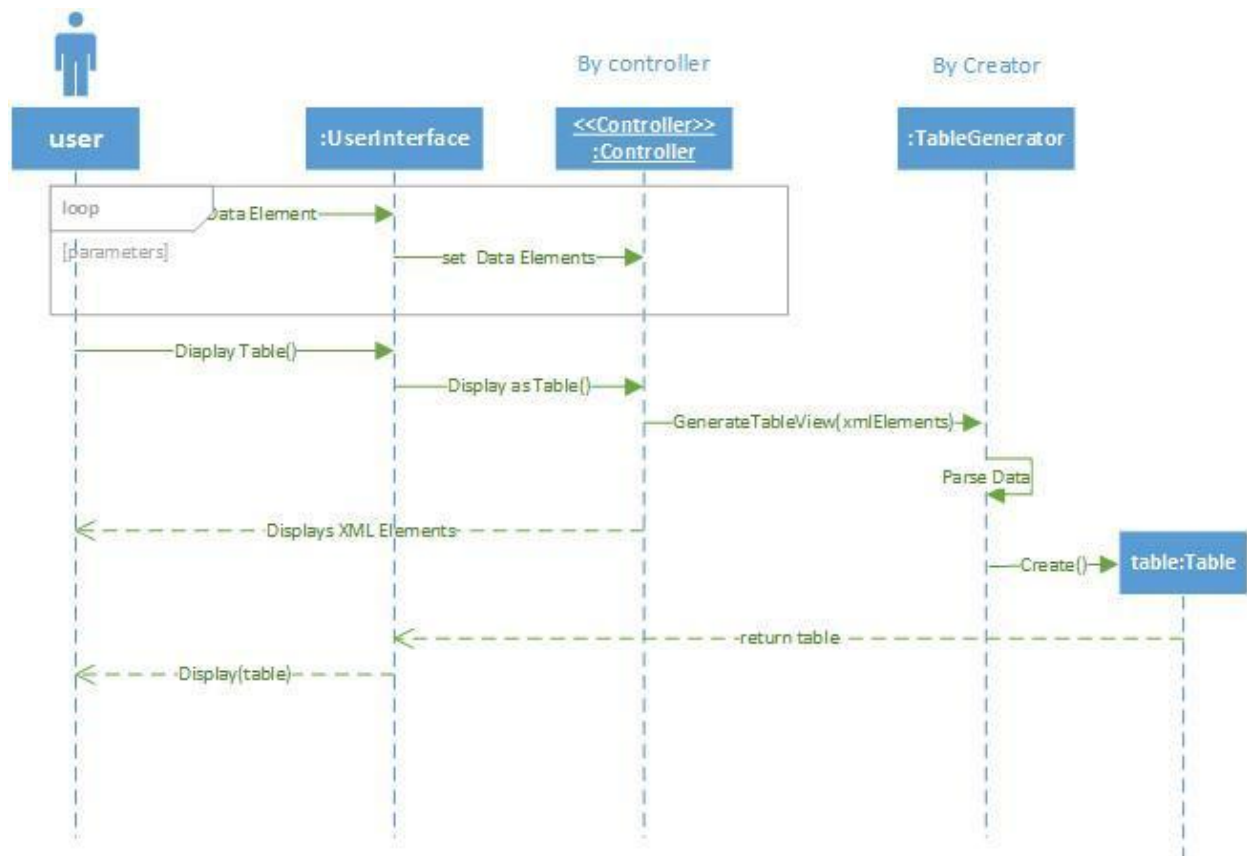 By controller
By Creator
user
:UserInterface
<<Controller>>
:Controller
:TableGenerator
loop
Data Element
[parameters]
set Data Elements
Diaplay Table()
Display as Table()
GenerateTableView(xmlElements)
Parse Data
Displays XML Elements
Create()
table:Table
return table
Display(table)